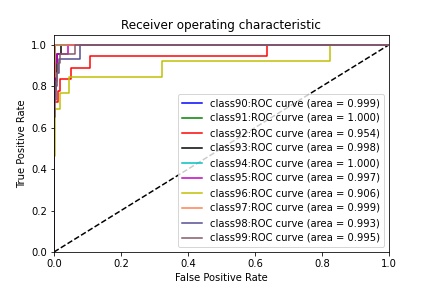 Receiver operating characteristic
True Positive Rate
1.0
0.8
0.6
0.4
0.2
0.0
class90:ROC curve (area = 0.999)
class91:ROC curve (area = 1.000)
class92:ROC curve (area = 0.954)
class93:ROC curve (area = 0.998)
class94:ROC curve (area = 1.000)
class95:ROC curve (area = 0.997)
class96:ROC curve (area = 0.906)
class97:ROC curve (area = 0.999)
class98:ROC curve (area = 0.993)
class99:ROC curve (area = 0.995)
0.0 0.2 0.4 0.6 0.8 1.0
False Positive Rate